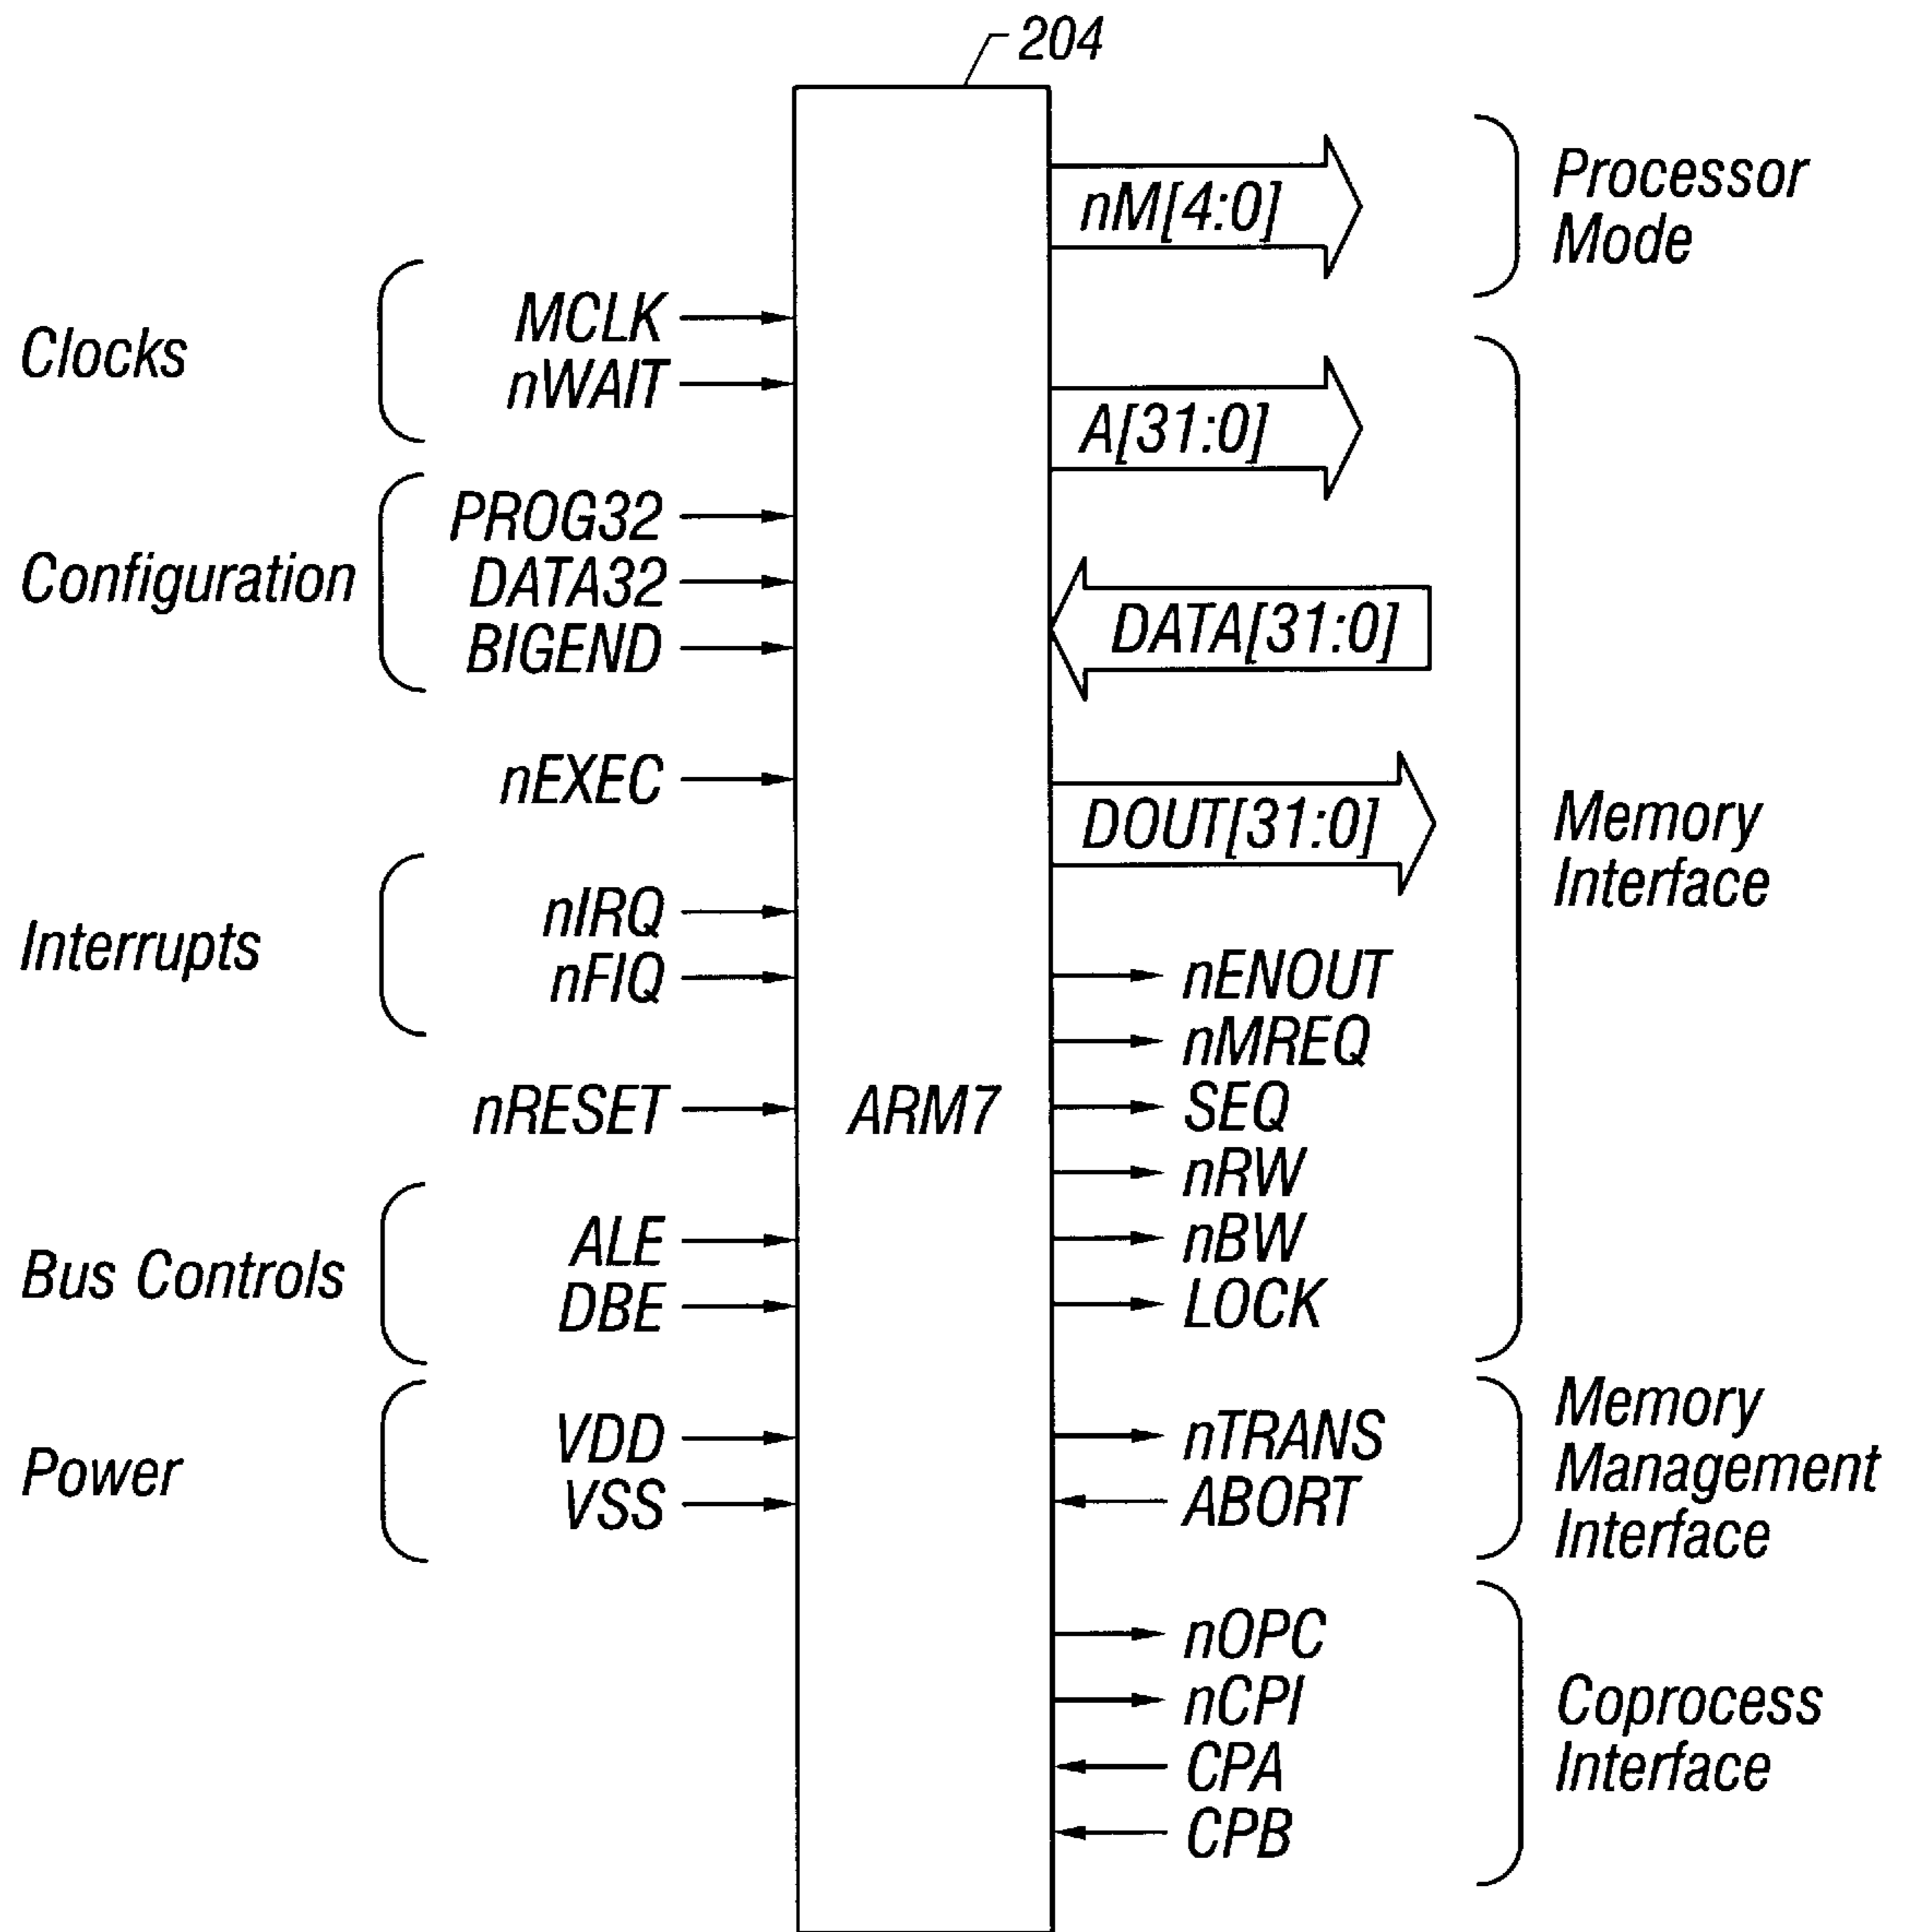 204
Clocks
MCLK
nWAIT
Configuration
PROG32
DATA32
BIGEND
nEXEC
Interrupts
nIRQ
nFIQ
nRESET
Bus Controls
ALE
DBE
Power
VDD
VSS
ARM7
nM[4:0]
Processor
Mode
A[31:0]
DATA[31:0]
DOUT[31:0]
nENOUT
nMREQ
SEQ
nRW
nBW
LOCK
Memory
Interface
nTRANS
ABORT
Memory
Management
Interface
nOPC
nCPI
CPA
CPB
Coprocess
Interface